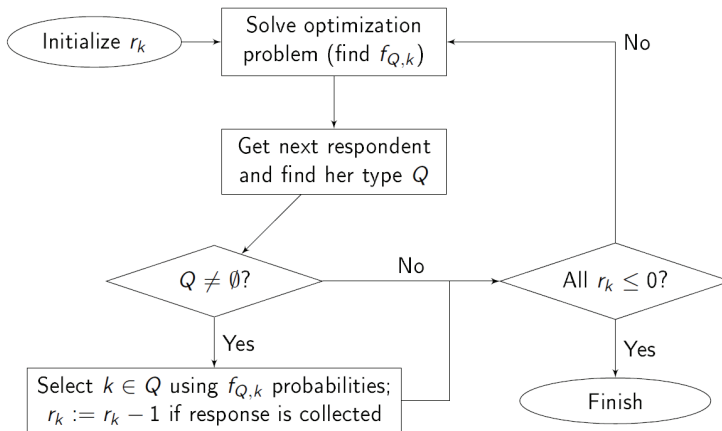 Initialize r_k
Solve optimization
problem (find f_{Q,k})
No
Get next respondent
and find her type Q
Q ≠ ∅?
No
All r_k ≤ 0?
Yes
Yes
Select k ∈ Q using f_{Q,k} probabilities;
r_k := r_k − 1 if response is collected
Finish